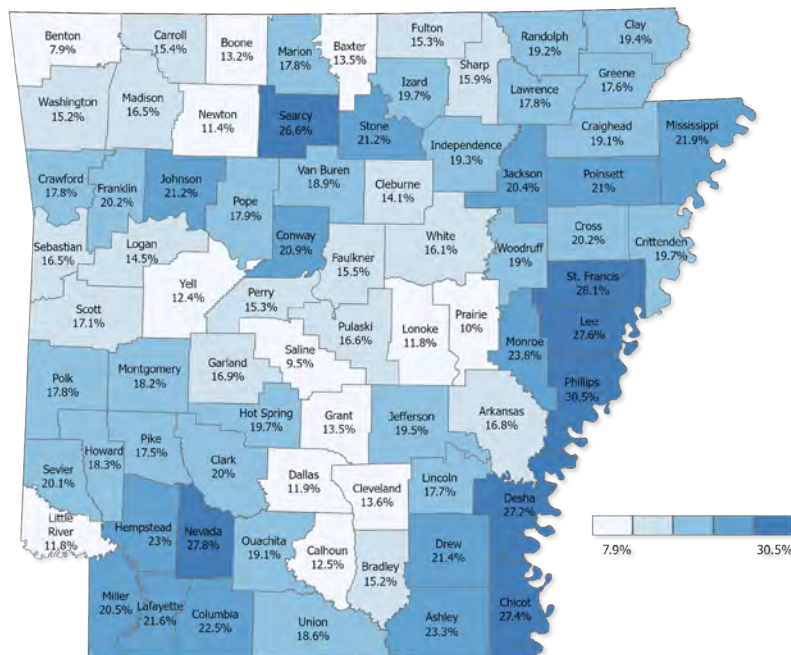 Benton
7.9%
Carroll
15.4%
Boone
13.2%
Marion
17.8%
Baxter
13.5%
Fulton
15.3%
Sharp
15.9%
Randolph
19.2%
Clay
19.4%
Washington
15.2%
Madison
16.5%
Newton
11.4%
Searcy
26.6%
Stone
21.2%
Izard
19.7%
Independence
19.3%
Lawrence
17.8%
Greene
17.6%
Craighead
19.1%
Mississippi
21.9%
Crawford
17.8%
Franklin
20.2%
Johnson
21.2%
Pope
17.9%
Van Buren
18.9%
Cleburne
14.1%
Jackson
20.4%
Poinsett
21%
Sebastian
16.5%
Logan
14.5%
Conway
20.9%
Faulkner
15.5%
White
16.1%
Woodruff
19%
Cross
20.2%
Crittenden
19.7%
Scott
17.1%
Yell
12.4%
Perry
15.3%
Pulaski
16.6%
Lonoke
11.8%
Prairie
10%
Monroe
23.8%
St. Francis
28.1%
Lee
27.6%
Phillips
30.5%
Polk
17.8%
Montgomery
18.2%
Garland
16.9%
Saline
9.5%
Hot Spring
19.7%
Grant
13.5%
Jefferson
19.5%
Arkansas
16.8%
Sevier
20.1%
Howard
18.3%
Pike
17.5%
Clark
20%
Dallas
11.9%
Cleveland
13.6%
Lincoln
17.7%
Desha
27.2%
Little
River
11.8%
Hempstead
23%
Nevada
27.8%
Ouachita
19.1%
Calhoun
12.5%
Bradley
15.2%
Drew
21.4%
Chicot
27.4%
Miller
20.5%
Lafayette
21.6%
Columbia
22.5%
Union
18.6%
Ashley
23.3%
7.9%
30.5%